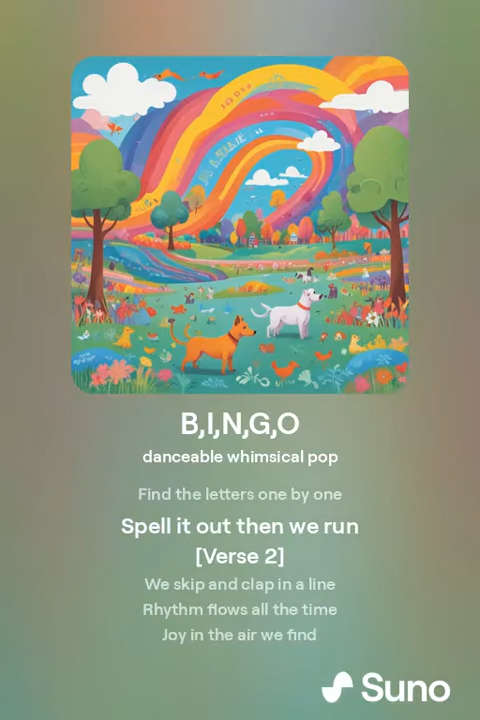 B,I,N,G,O
danceable whimsical pop
Find the letters one by one
Spell it out then we run
[Verse 2]
We skip and clap in a line
Rhythm flows all the time
Joy in the air we find
Suno